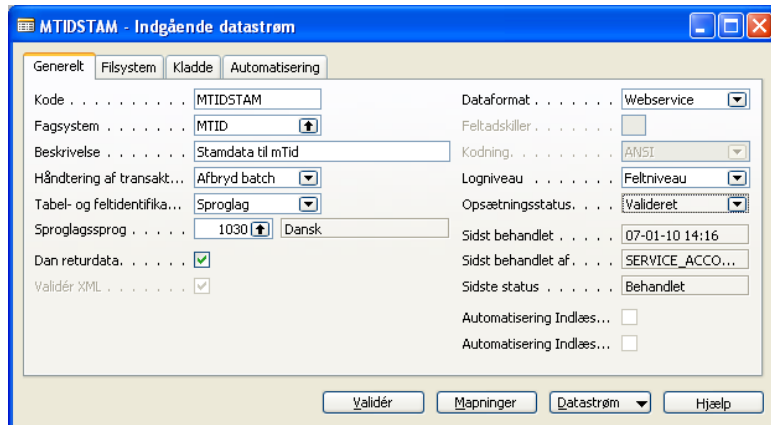 MTIDSTAM - Indgående datastrøm
Generelt Filsystem Kladde Automatisering
Kode . . . . . . . . . . MTIDSTAM
Fagsystem . . . . . . . MTID
Beskrivelse . . . . . . . Stamdata til mTid
Håndtering af transakt... Afbryd batch
Tabel- og feltidentifika... Sproglag
Sproglagssprog . . . . . 1030 Dansk
Dan returdata. . . . . .
Validér XML . . . . . . .
Dataformat . . . . . . . Webservice
Feltadskiller . . . . . . .
Kodning. . . . . . . . . . ANSI
Logniveau . . . . . . . Feltniveau
Opsætningsstatus. . . . Valideret
Sidst behandlet . . . . . 07-01-10 14:16
Sidst behandlet af. . . . SERVICE_ACCO...
Sidste status . . . . . . Behandlet
Automatisering Indlæs...
Automatisering Indlæs...
Validér Mapninger Datastrøm Hjælp